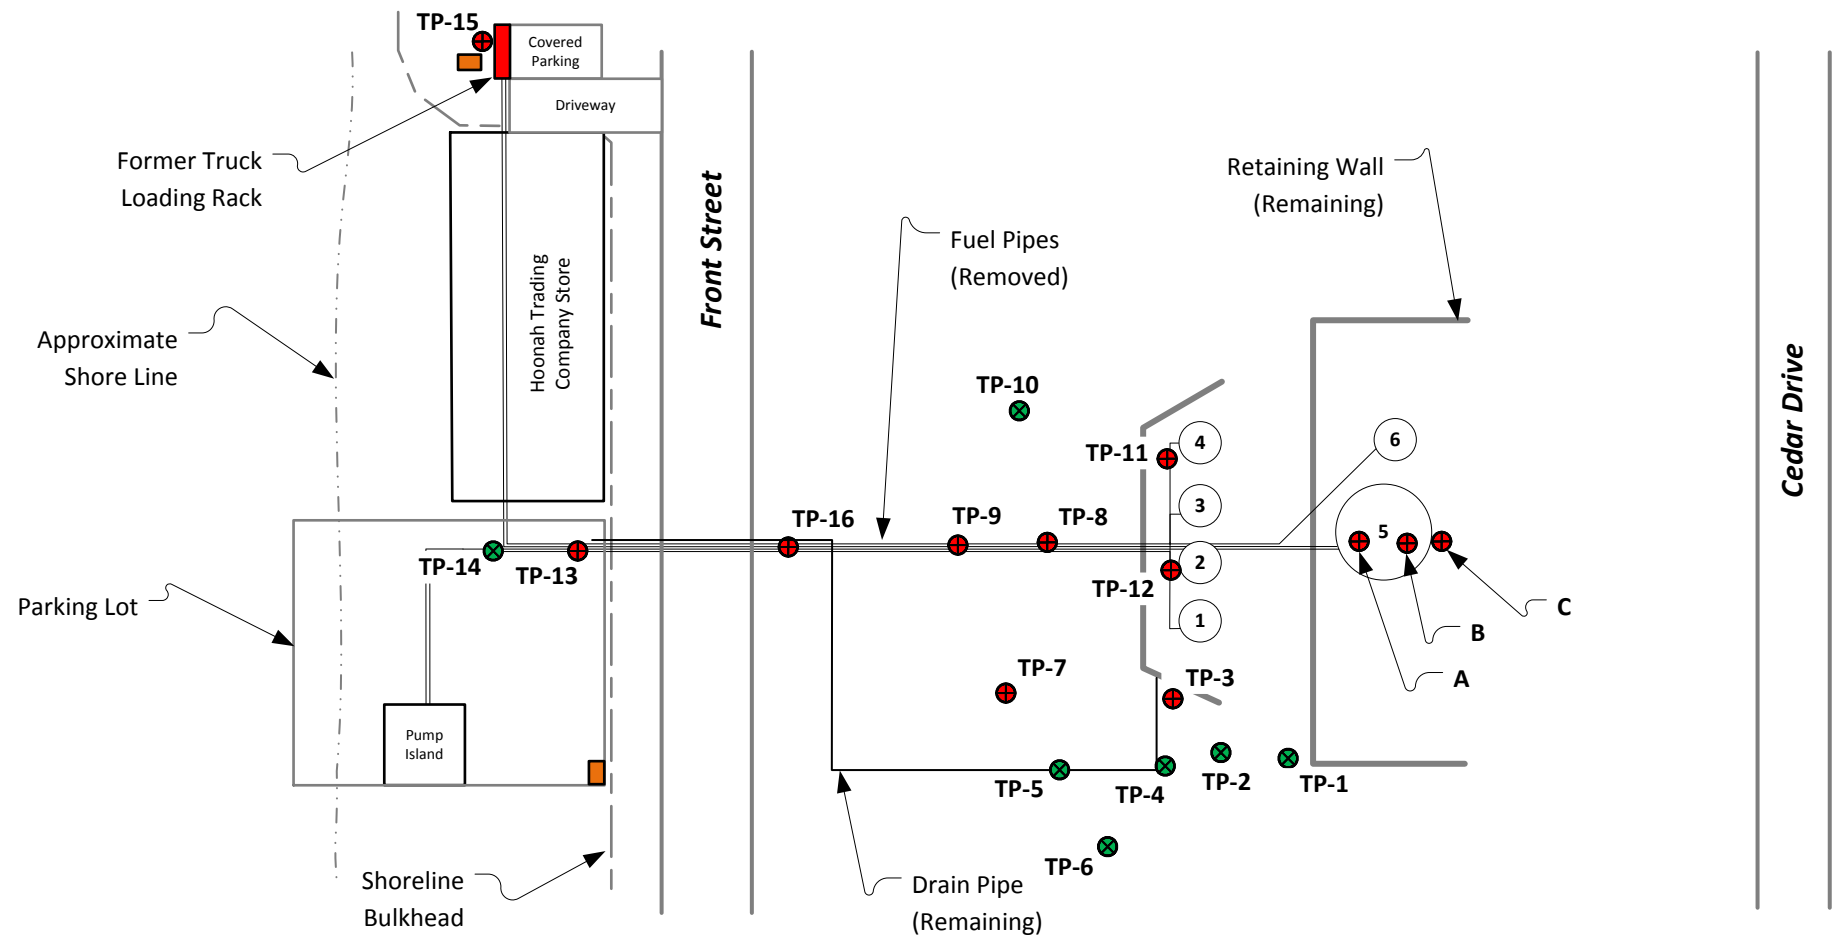 TP-15
Covered
Parking
Driveway
Former Truck
Loading Rack
Retaining Wall
(Remaining)
Front Street
Fuel Pipes
(Removed)
Hoonah Trading
Company Store
Approximate
Shore Line
Cedar Drive
TP-10
4
6
TP-11
3
TP-16
TP-9
TP-8
5
TP-14
TP-13
2
TP-12
Parking Lot
1
C
B
A
TP-7
TP-3
Pump
Island
TP-5
TP-4
TP-2
TP-1
TP-6
Shoreline
Bulkhead
Drain Pipe
(Remaining)